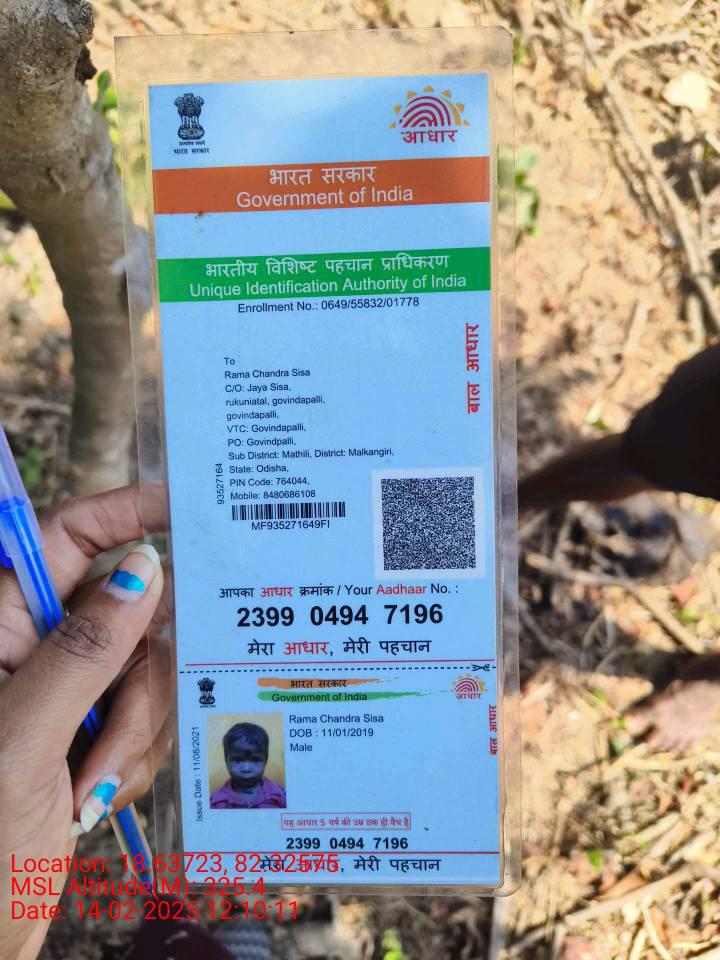 सत्यमेव जयते
भारत सरकार
आधार
भारत सरकार
Government of India
भारतीय विशिष्ट पहचान प्राधिकरण
Unique Identification Authority of India
Enrollment No.: 0649/55832/01778
To
Rama Chandra Sisa
C/O: Jaya Sisa,
rukuniatal, govindapalli,
govindapalli,
VTC: Govindapalli,
PO: Govindpalli,
Sub District: Mathili, District: Malkangiri,
State: Odisha,
PIN Code: 764044,
Mobile: 8480686108
93527164
MF935271649FI
बाल आधार
आपका आधार क्रमांक / Your Aadhaar No. :
2399 0494 7196
मेरा आधार, मेरी पहचान
भारत सरकार
Government of India
आधार
Rama Chandra Sisa
DOB : 11/01/2019
Male
Issue Date : 11/08/2021
बाल आधार
यह आधार 5 वर्ष की उम्र तक ही वैध है
2399 0494 7196
मेरा आधार, मेरी पहचान
Location: 18.63723, 82.32575
MSL Altitude(M): 325.4
Date: 14-02-2025 12:10:11